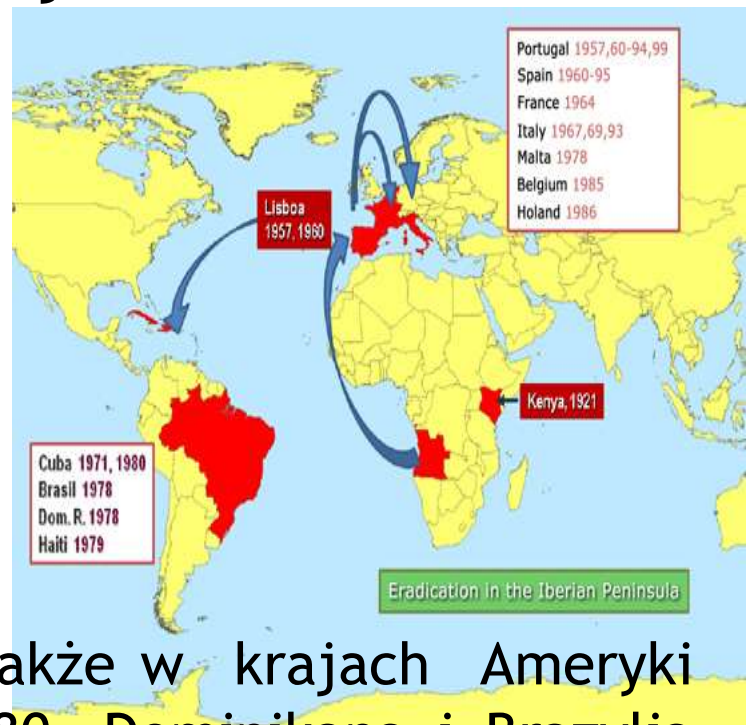 Portugal 1957,60-94,99
Spain 1960-95
France 1964
Italy 1967,69,93
Malta 1978
Belgium 1985
Holand 1986
Lisboa
1957, 1960
Kenya, 1921
Cuba 1971, 1980
Brasil 1978
Dom. R. 1978
Haiti 1979
Eradication in the Iberian Peninsula
w krajach Ameryki
Dominikana i Brazylia